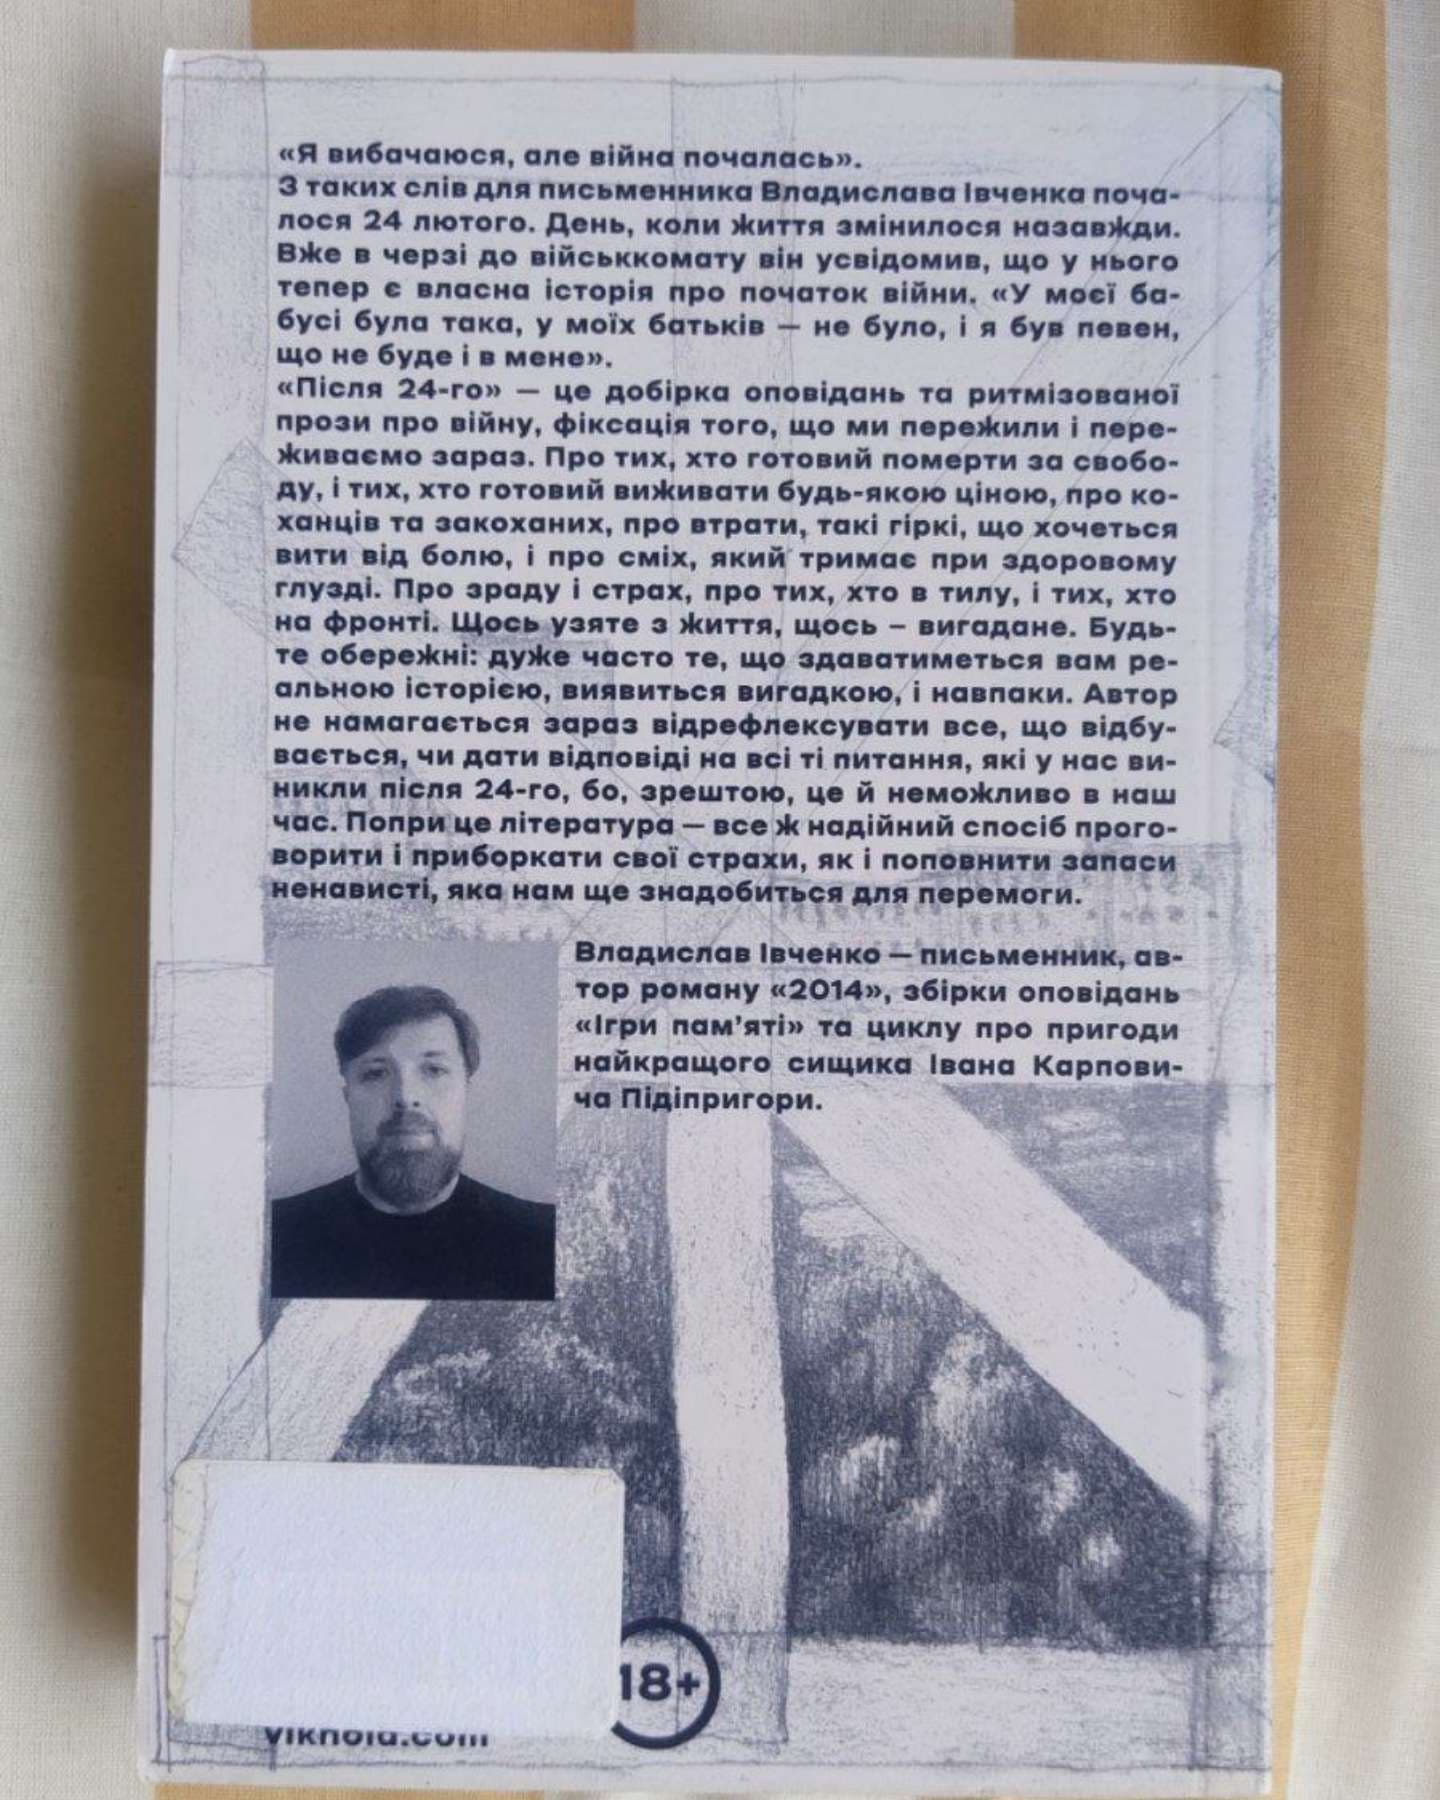 «Я вибачаюся, але війна почалась».
З таких слів для письменника Владислава Івченка поча-
лося 24 лютого. День, коли життя змінилося назавжди.
Вже в черзі до військкомату він усвідомив, що у нього
тепер є власна історія про початок війни. «У моєї ба-
бусі була така, у моїх батьків — не було, і я був певен,
що не буде і в мене».
«Після 24-го» — це добірка оповідань та ритмізованої
прози про війну, фіксація того, що ми пережили і пере-
живаємо зараз. Про тих, хто готовий померти за свобо-
ду, і тих, хто готовий виживати будь-якою ціною, про ко-
ханців та закоханих, про втрати, такі гіркі, що хочеться
вити від болю, і про сміх, який тримає при здоровому
глузді. Про зраду і страх, про тих, хто в тилу, і тих, хто
на фронті. Щось узяте з життя, щось – вигадане. Будь-
те обережні: дуже часто те, що здаватиметься вам ре-
альною історією, виявиться вигадкою, і навпаки. Автор
не намагається зараз відрефлексувати все, що відбу-
вається, чи дати відповіді на всі ті питання, які у нас ви-
никли після 24-го, бо, зрештою, це й неможливо в наш
час. Попри це література — все ж надійний спосіб прого-
ворити і приборкати свої страхи, як і поповнити запаси
ненависті, яка нам ще знадобиться для перемоги.
Владислав Івченко — письменник, ав-
тор роману «2014», збірки оповідань
«Ігри пам’яті» та циклу про пригоди
найкращого сищика Івана Карпови-
ча Підіпригори.
18+